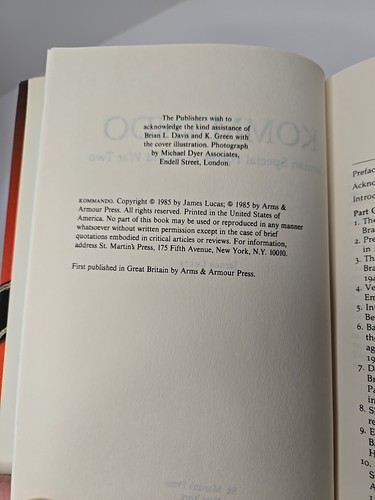 The Publishers wish to
acknowledge the kind assistance of
Brian L. Davis and K. Green with
the cover illustration. Photograph
by Michael Dyer Associates,
Endell Street, London.
KOMMANDO. Copyright © 1985 by James Lucas; © 1985 by Arms &
Armour Press. All rights reserved. Printed in the United States of
America. No part of this book may be used or reproduced in any manner
whatsoever without written permission except in the case of brief
quotations embodied in critical articles or reviews. For information,
address St. Martin's Press, 175 Fifth Avenue, New York, N.Y. 10010.
First published in Great Britain by Arms & Armour Press.
Prefac
Ackno
Introd
Part O
1. The
Bra
2. Pre
in A
3. The
Bra
194
4. Ve
Em
5. Int
Be
6. Ba
the
ag
19
7. D
Br
Pa
in
8. S
re
9. E
B
H
10.
S
A